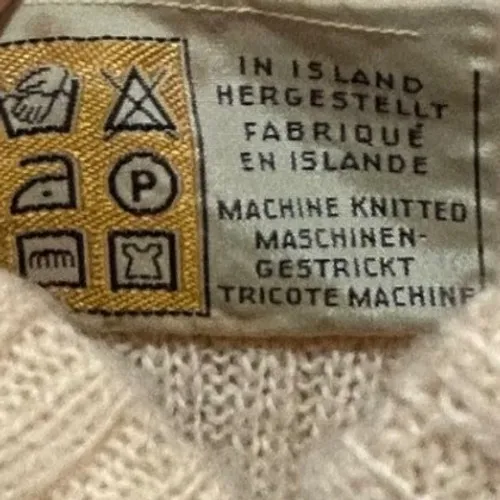 IN ISLAND
HERGESTELLT
FABRIQUÉ
EN ISLANDE
P
MACHINE KNITTED
MASCHINEN-
GESTRICKT
TRICOTE MACHINE